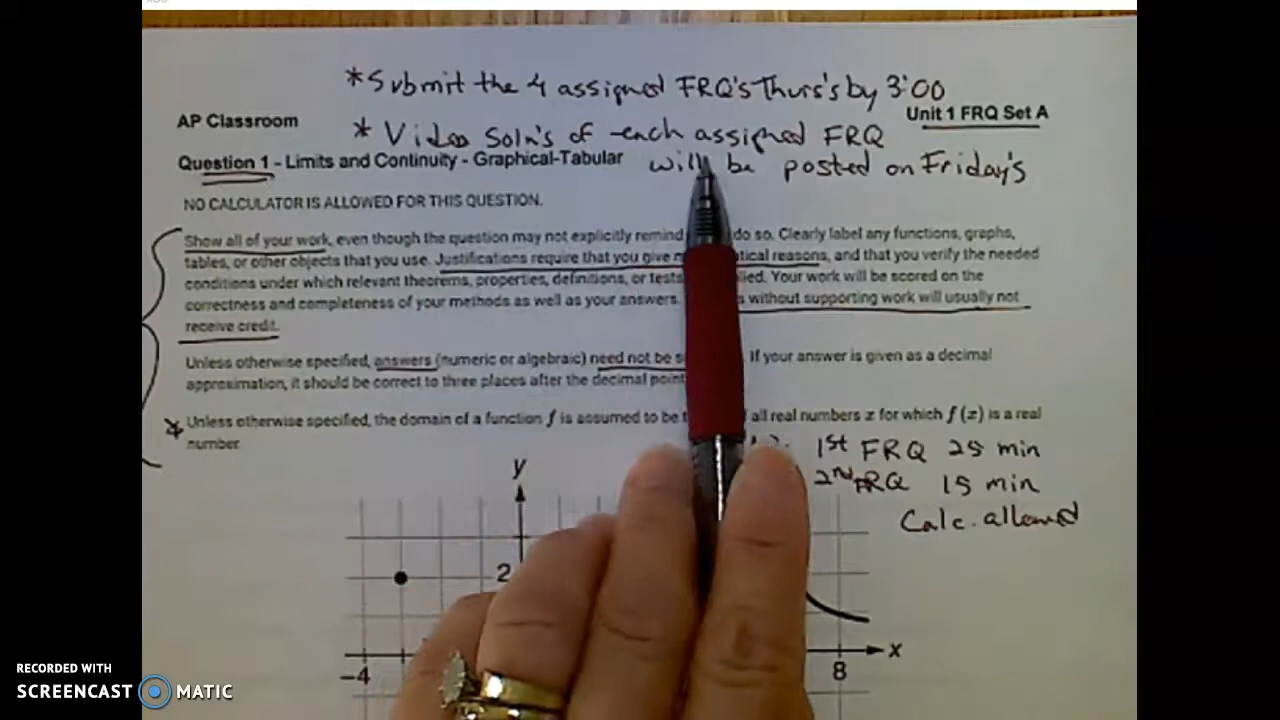 *Submit the 4 assigned FRQ's Thurs's by 3:00
AP Classroom
Unit 1 FRQ Set A
* Video Soln's of each assigned FRQ
will be posted on Friday's
Question 1 - Limits and Continuity - Graphical-Tabular
NO CALCULATOR IS ALLOWED FOR THIS QUESTION.
Show all of your work, even though the question may not explicitly remind do so. Clearly label any functions, graphs,
tables, or other objects that you use. Justifications require that you give reasons, and that you verify the needed
conditions under which relevant theorems, properties, definitions, or tests Your work will be scored on the
correctness and completeness of your methods as well as your answers. without supporting work will usually not
receive credit.
Unless otherwise specified, answers (numeric or algebraic) need not be If your answer is given as a decimal
approximation, it should be correct to three places after the decimal point
* Unless otherwise specified, the domain of a function f is assumed to be all real numbers x for which f (x) is a real
number.
1st FRQ 25 min
2nd FRQ 15 min
Calc. allowed
y
2
x
-4
8
RECORDED WITH
SCREENCAST MATIC